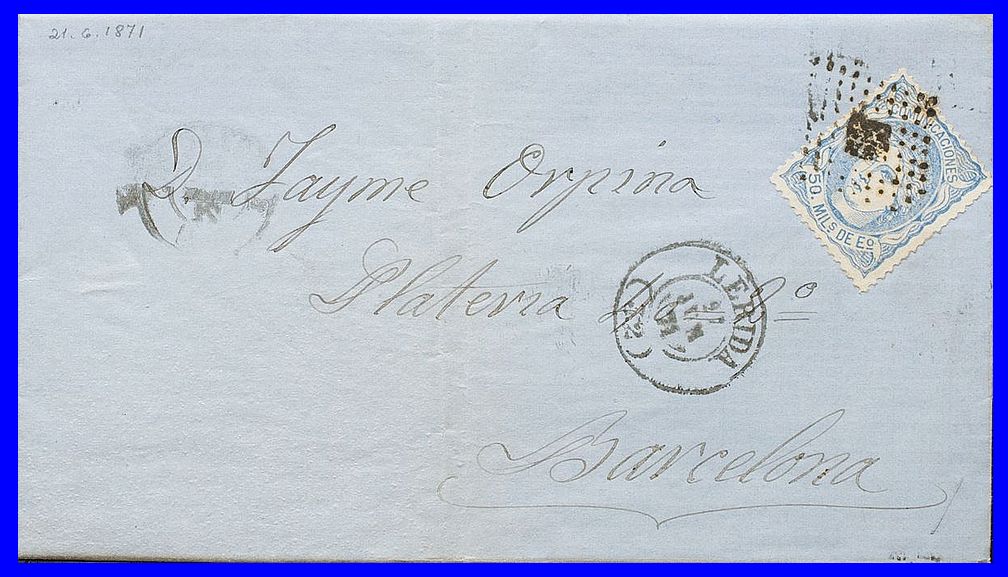 21. 6. 1871
COMUNICACIONES
50. MILS DE Eº
D. Jayme Orpina
LERIDA
Plateria
Barcelona